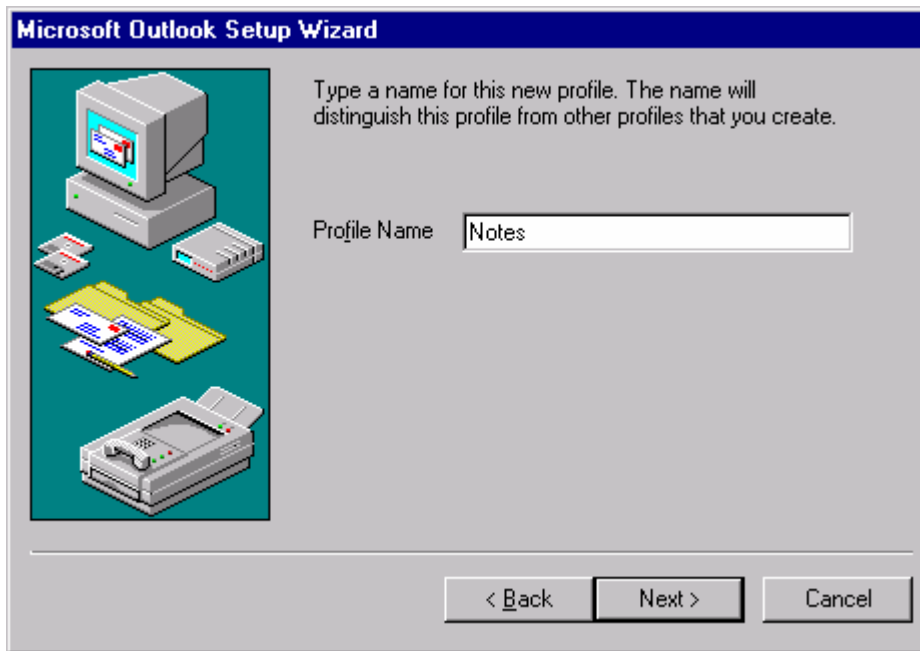 Microsoft Outlook Setup Wizard
Type a name for this new profile. The name will
distinguish this profile from other profiles that you create.
Profile Name Notes
< Back Next > Cancel